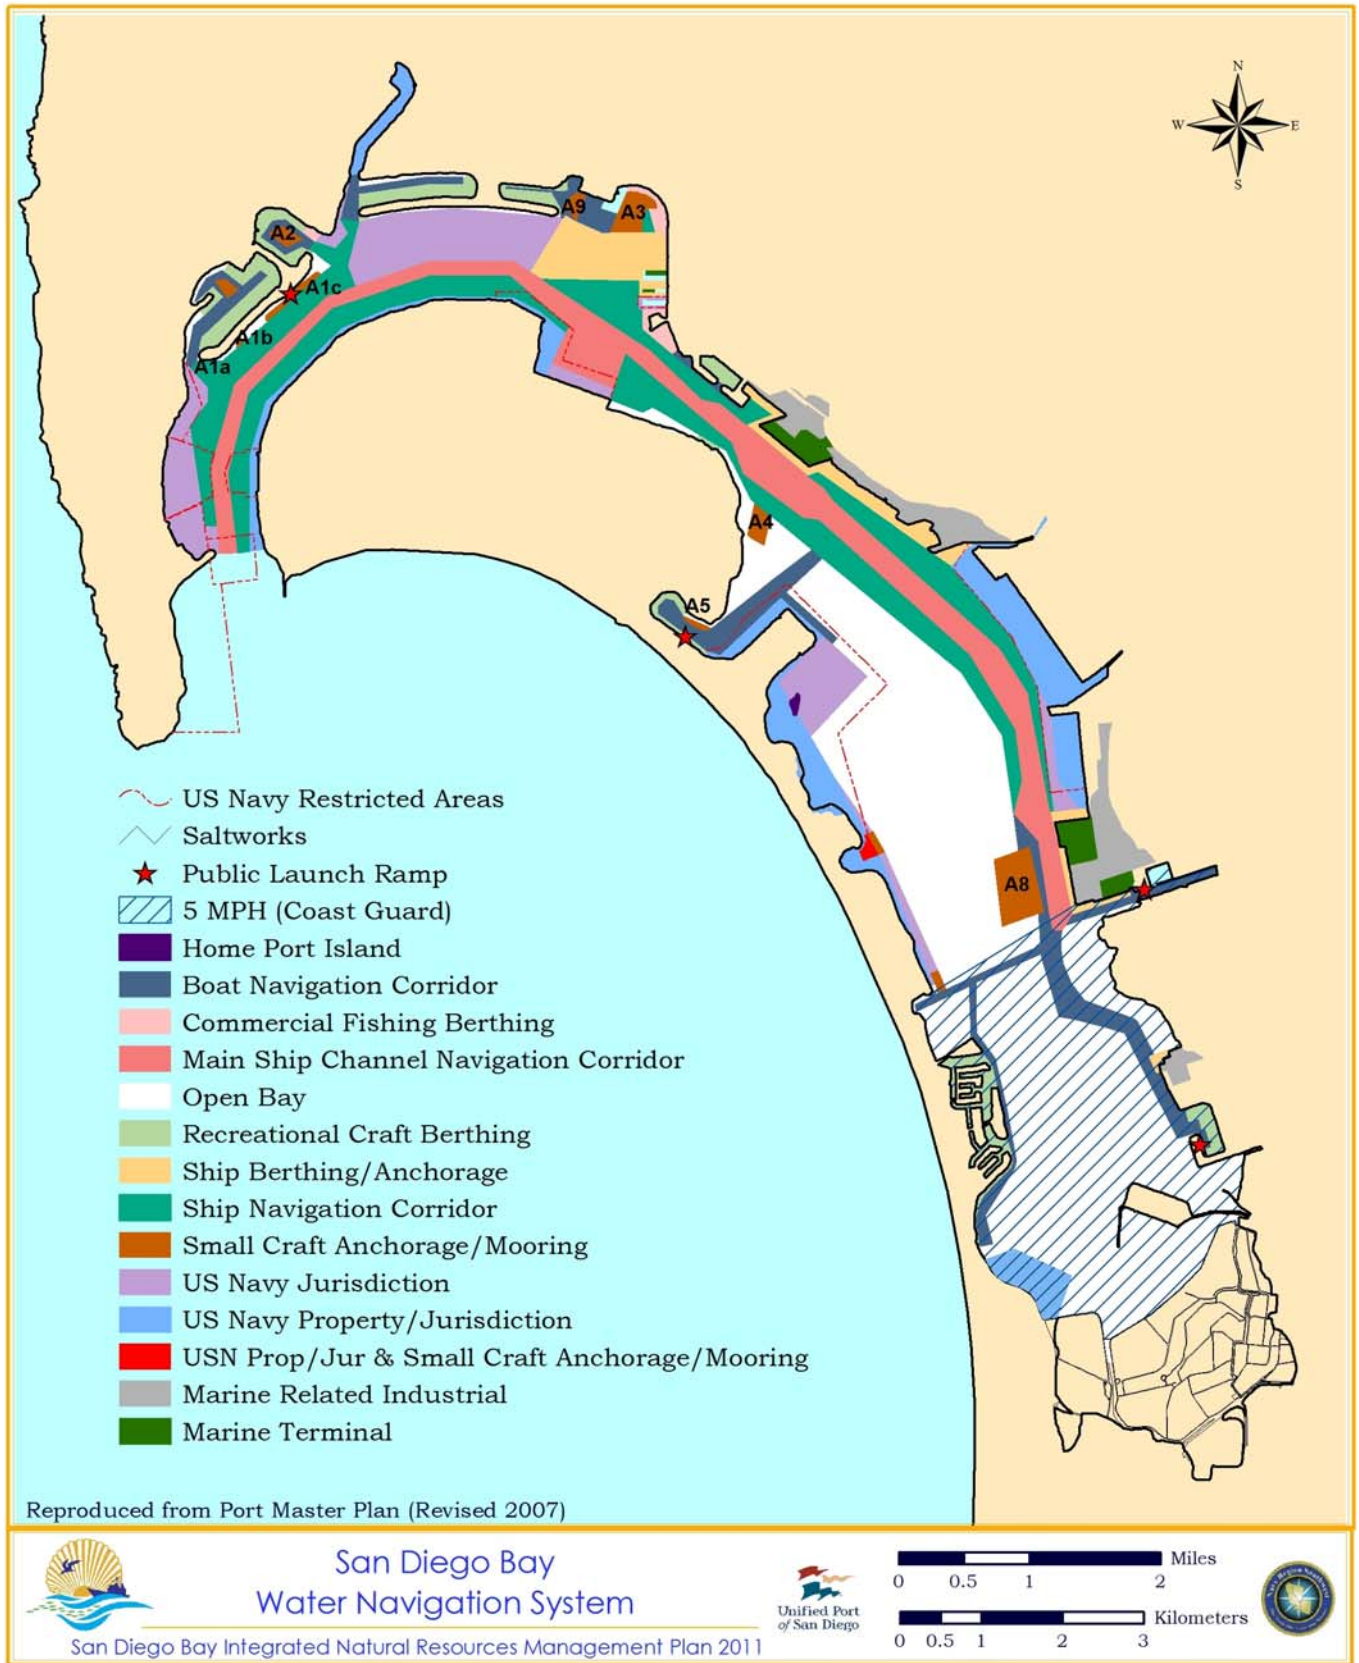 N
W E
S
A9
A3
A2
A1c
A1b
A1a
A4
A5
A8
US Navy Restricted Areas
Saltworks
Public Launch Ramp
5 MPH (Coast Guard)
Home Port Island
Boat Navigation Corridor
Commercial Fishing Berthing
Main Ship Channel Navigation Corridor
Open Bay
Recreational Craft Berthing
Ship Berthing/Anchorage
Ship Navigation Corridor
Small Craft Anchorage/Mooring
US Navy Jurisdiction
US Navy Property/Jurisdiction
USN Prop/Jur & Small Craft Anchorage/Mooring
Marine Related Industrial
Marine Terminal
Reproduced from Port Master Plan (Revised 2007)
San Diego Bay
Water Navigation System
San Diego Bay Integrated Natural Resources Management Plan 2011
Unified Port
of San Diego
Miles
0 0.5 1 2
Kilometers
0 0.5 1 2 3
Navy Region Southwest